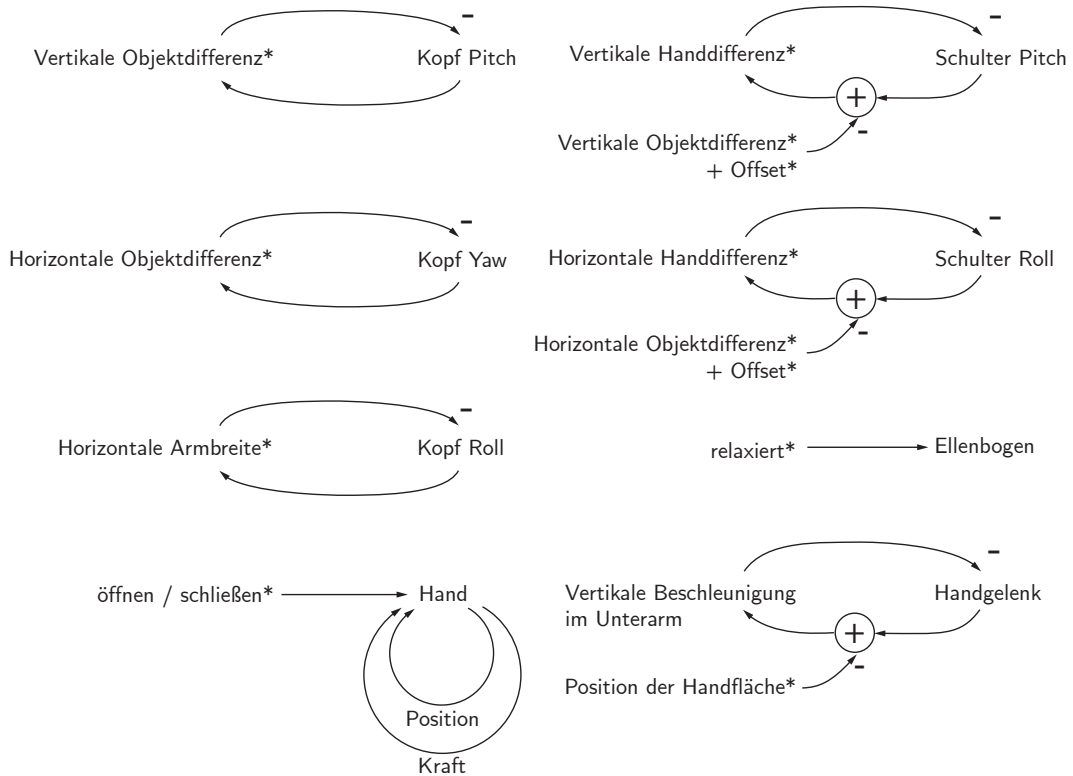 Vertikale Objektdifferenz*
Kopf Pitch
-
Vertikale Handdifferenz*
Schulter Pitch
-
+
-
Vertikale Objektdifferenz*
+ Offset*
Horizontale Objektdifferenz*
Kopf Yaw
-
Horizontale Handdifferenz*
Schulter Roll
-
+
-
Horizontale Objektdifferenz*
+ Offset*
Horizontale Armbreite*
Kopf Roll
-
relaxiert*
Ellenbogen
öffnen / schließen*
Hand
Position
Kraft
Vertikale Beschleunigung
im Unterarm
Handgelenk
-
+
-
Position der Handfläche*